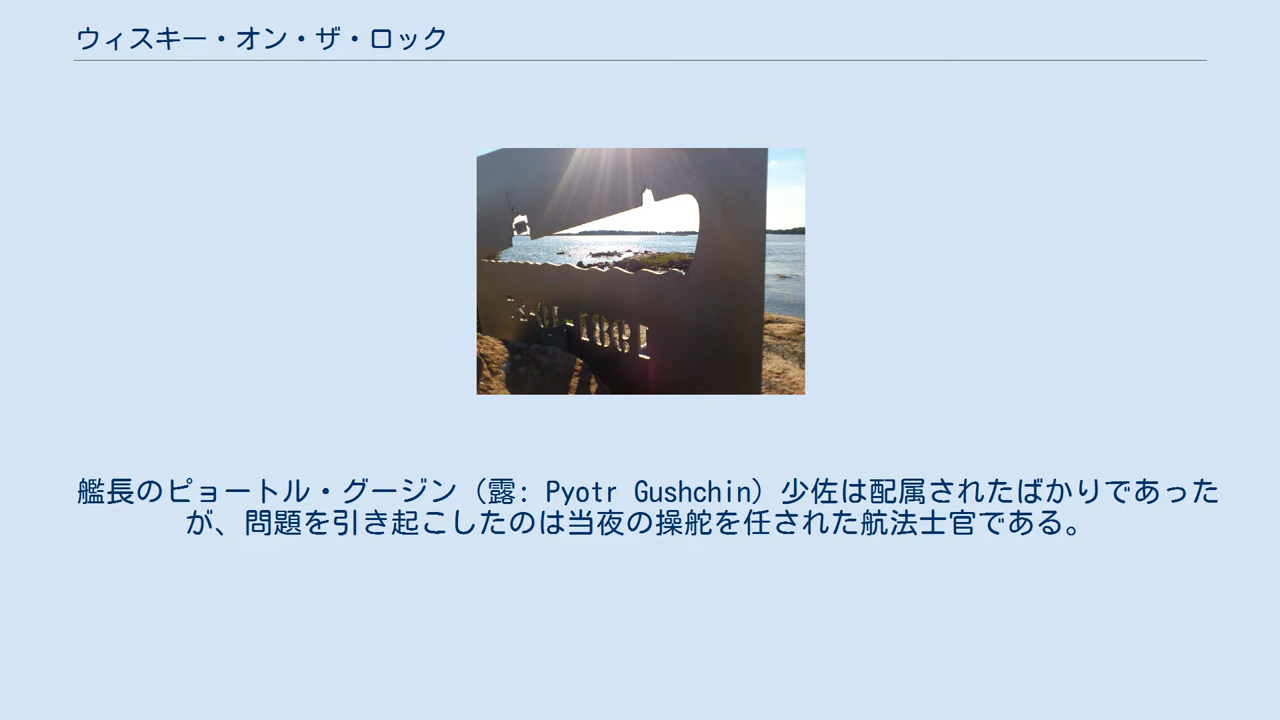 ウィスキー・オン・ザ・ロック
1981
艦長のピョートル・グージン（露: Pyotr Gushchin）少佐は配属されたばかりであった
が、問題を引き起こしたのは当夜の操舵を任された航法士官である。